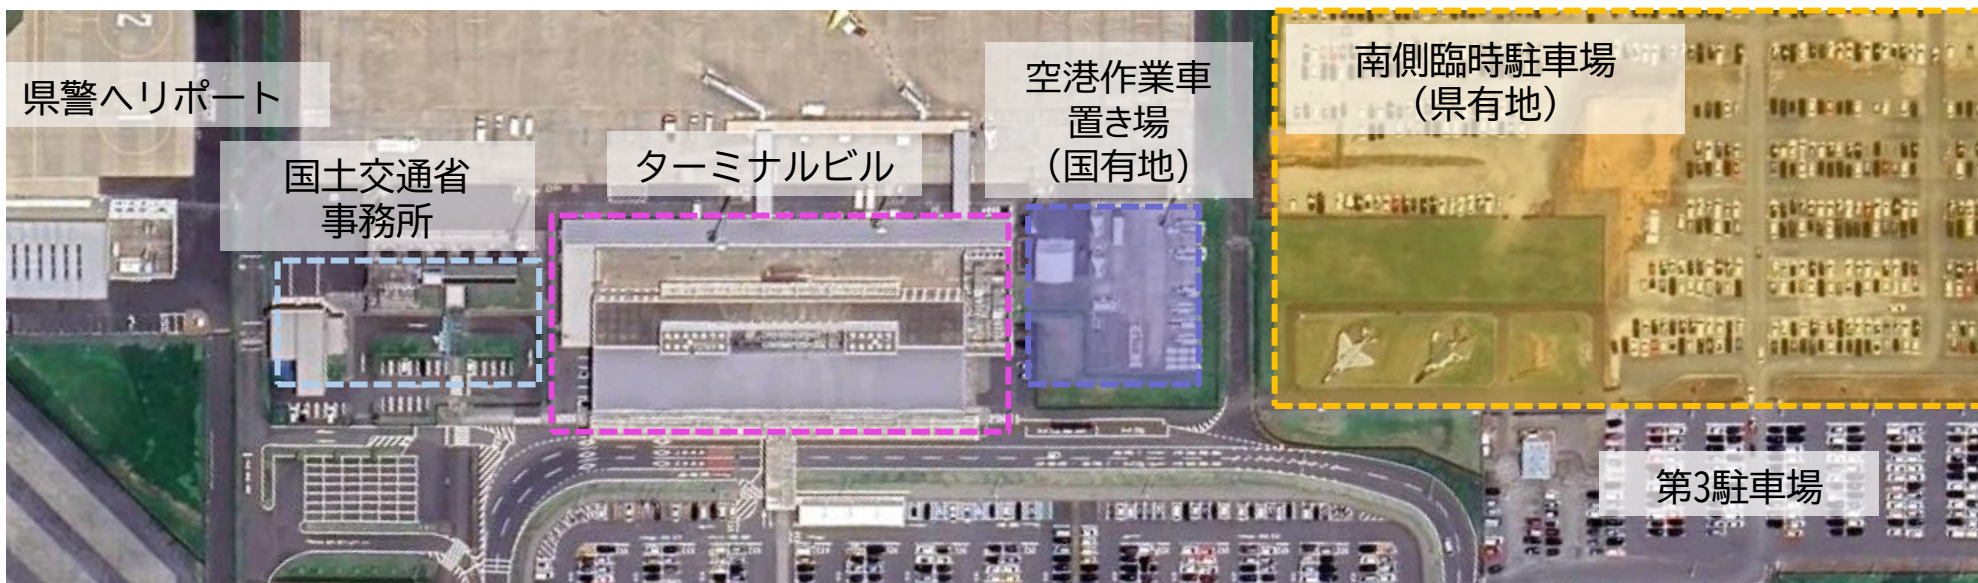 県警ヘリポート
国土交通省
事務所
ターミナルビル
空港作業車
置き場
（国有地）
南側臨時駐車場
（県有地）
第3駐車場
2